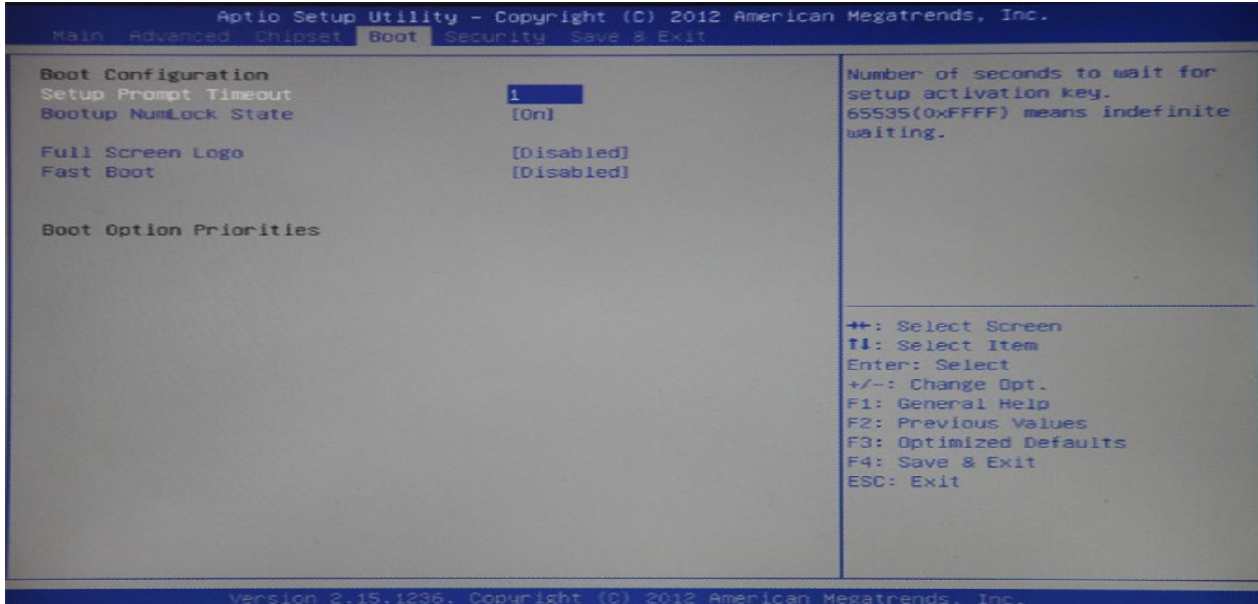 Aptio Setup Utility - Copyright (C) 2012 American Megatrends, Inc.
Main Advanced Chipset Boot Security Save & Exit
Boot Configuration
Setup Prompt Timeout 1
Bootup NumLock State [On]
Full Screen Logo [Disabled]
Fast Boot [Disabled]
Boot Option Priorities
Number of seconds to wait for
setup activation key.
65535(0xFFFF) means indefinite
waiting.
→←: Select Screen
↑↓: Select Item
Enter: Select
+/-: Change Opt.
F1: General Help
F2: Previous Values
F3: Optimized Defaults
F4: Save & Exit
ESC: Exit
Version 2.15.1236. Copyright (C) 2012 American Megatrends, Inc.